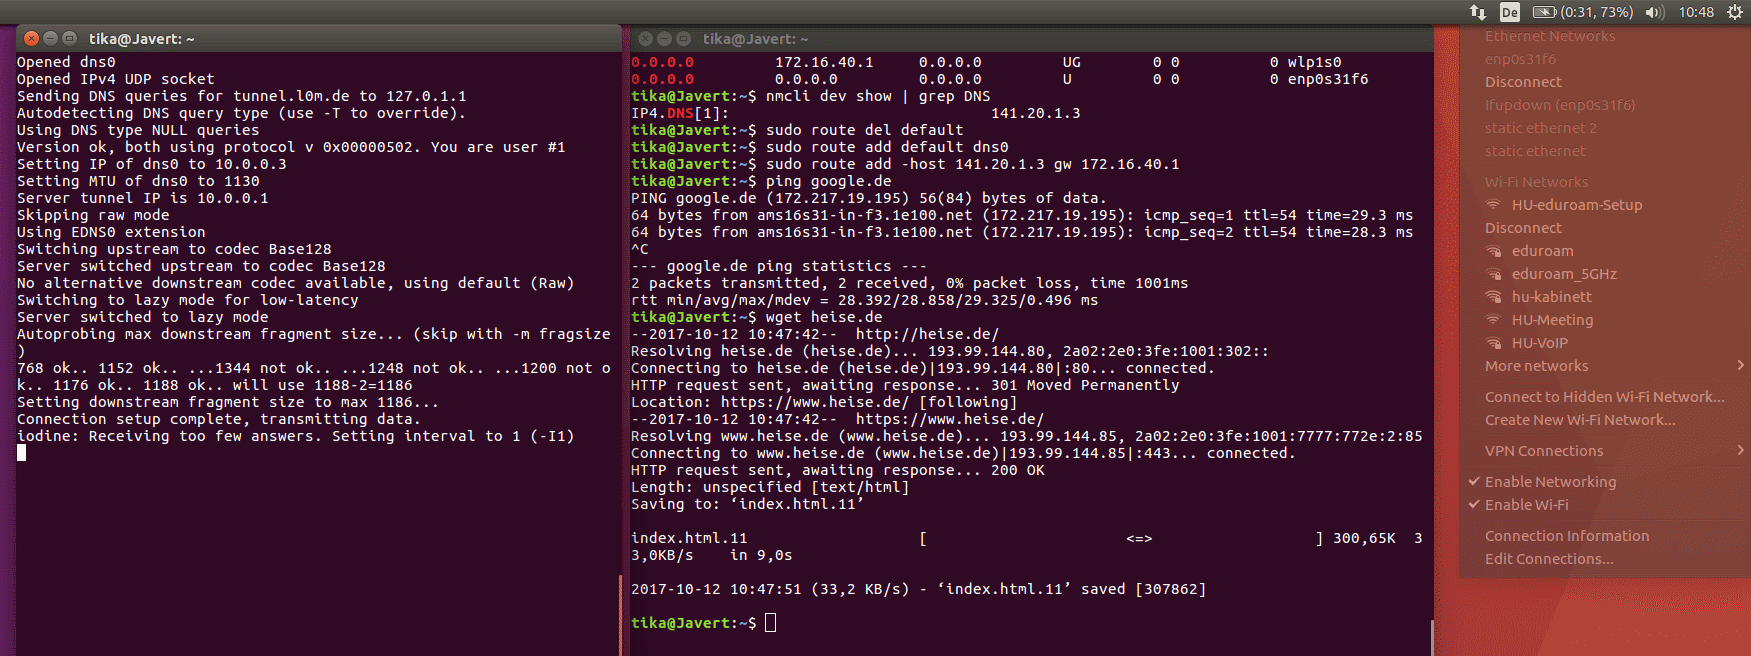 De (0:31, 73%) 10:48
tika@Javert: ~
Opened dns0
Opened IPv4 UDP socket
Sending DNS queries for tunnel.l0m.de to 127.0.1.1
Autodetecting DNS query type (use -T to override).
Using DNS type NULL queries
Version ok, both using protocol v 0x00000502. You are user #1
Setting IP of dns0 to 10.0.0.3
Setting MTU of dns0 to 1130
Server tunnel IP is 10.0.0.1
Skipping raw mode
Using EDNS0 extension
Switching upstream to codec Base128
Server switched upstream to codec Base128
No alternative downstream codec available, using default (Raw)
Switching to lazy mode for low-latency
Server switched to lazy mode
Autoprobing max downstream fragment size... (skip with -m fragsize
)
768 ok.. 1152 ok.. ...1344 not ok.. ...1248 not ok.. ...1200 not o
k.. 1176 ok.. 1188 ok.. will use 1188-2=1186
Setting downstream fragment size to max 1186...
Connection setup complete, transmitting data.
iodine: Receiving too few answers. Setting interval to 1 (-I1)
tika@Javert: ~
0.0.0.0 172.16.40.1 0.0.0.0 UG 0 0 0 wlp1s0
0.0.0.0 0.0.0.0 0.0.0.0 U 0 0 0 enp0s31f6
tika@Javert:~$ nmcli dev show | grep DNS
IP4.DNS[1]: 141.20.1.3
tika@Javert:~$ sudo route del default
tika@Javert:~$ sudo route add default dns0
tika@Javert:~$ sudo route add -host 141.20.1.3 gw 172.16.40.1
tika@Javert:~$ ping google.de
PING google.de (172.217.19.195) 56(84) bytes of data.
64 bytes from ams16s31-in-f3.1e100.net (172.217.19.195): icmp_seq=1 ttl=54 time=29.3 ms
64 bytes from ams16s31-in-f3.1e100.net (172.217.19.195): icmp_seq=2 ttl=54 time=28.3 ms
^C
--- google.de ping statistics ---
2 packets transmitted, 2 received, 0% packet loss, time 1001ms
rtt min/avg/max/mdev = 28.392/28.858/29.325/0.496 ms
tika@Javert:~$ wget heise.de
--2017-10-12 10:47:42-- http://heise.de/
Resolving heise.de (heise.de)... 193.99.144.80, 2a02:2e0:3fe:1001:302::
Connecting to heise.de (heise.de)|193.99.144.80|:80... connected.
HTTP request sent, awaiting response... 301 Moved Permanently
Location: https://www.heise.de/ [following]
--2017-10-12 10:47:42-- https://www.heise.de/
Resolving www.heise.de (www.heise.de)... 193.99.144.85, 2a02:2e0:3fe:1001:7777:772e:2:85
Connecting to www.heise.de (www.heise.de)|193.99.144.85|:443... connected.
HTTP request sent, awaiting response... 200 OK
Length: unspecified [text/html]
Saving to: ‘index.html.11’
index.html.11 [ <=> ] 300,65K 3
3,0KB/s in 9,0s
2017-10-12 10:47:51 (33,2 KB/s) - ‘index.html.11’ saved [307862]
tika@Javert:~$
Ethernet Networks
enp0s31f6
Disconnect
Ifupdown (enp0s31f6)
static ethernet 2
static ethernet
Wi-Fi Networks
HU-eduroam-Setup
Disconnect
eduroam
eduroam_5GHz
hu-kabinett
HU-Meeting
HU-VoIP
More networks
Connect to Hidden Wi-Fi Network...
Create New Wi-Fi Network...
VPN Connections
Enable Networking
Enable Wi-Fi
Connection Information
Edit Connections...